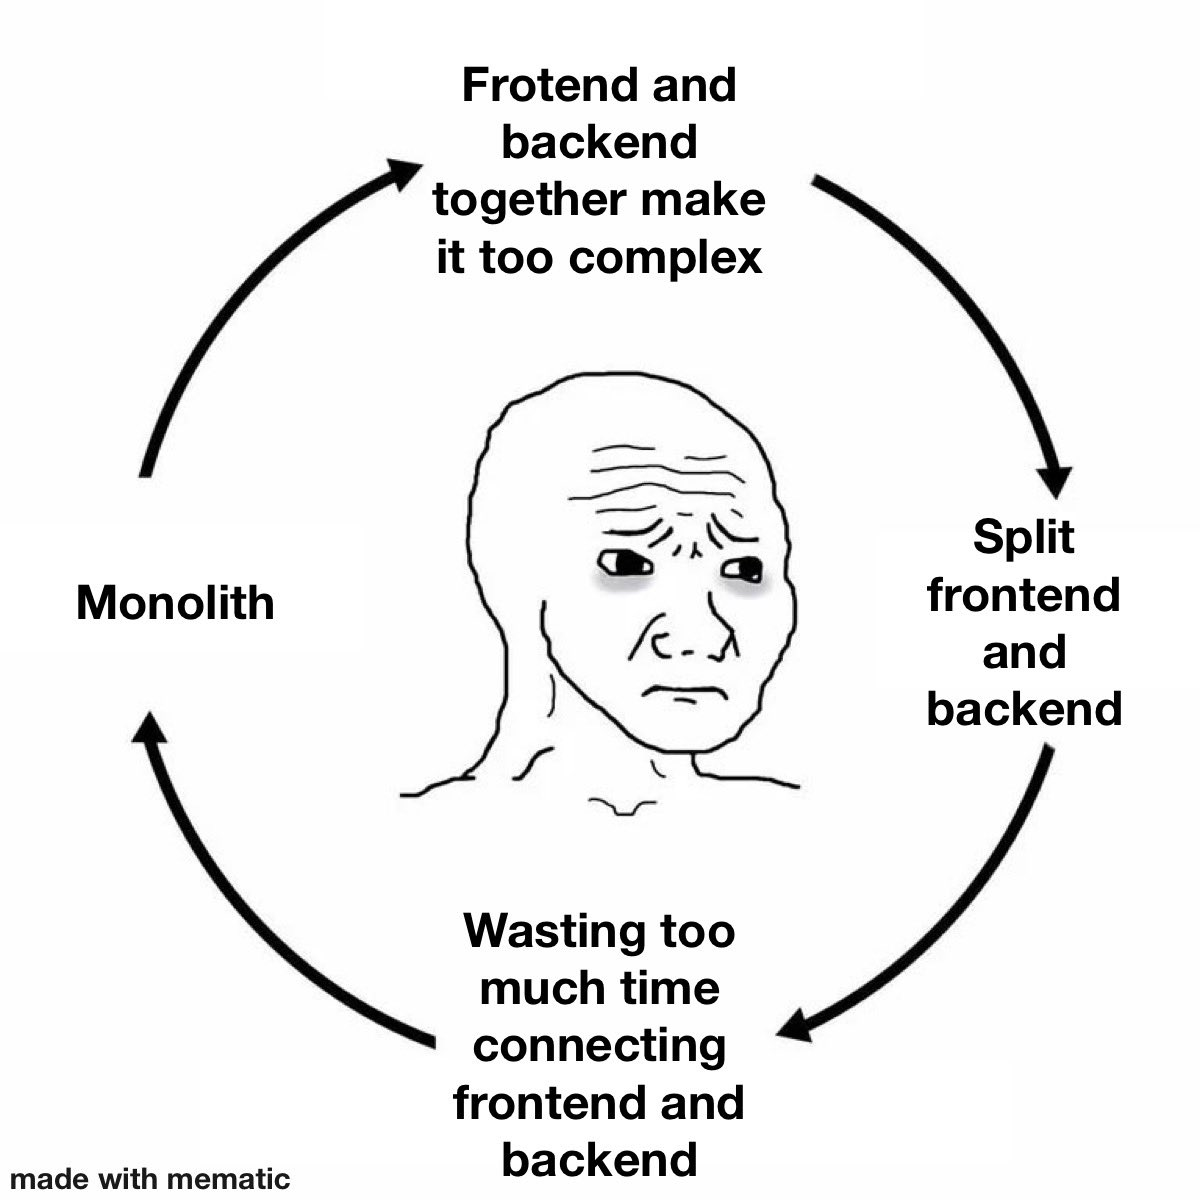 Frotend and
backend
together make
it too complex
Split
frontend
and
backend
Monolith
Wasting too
much time
connecting
frontend and
backend
made with mematic